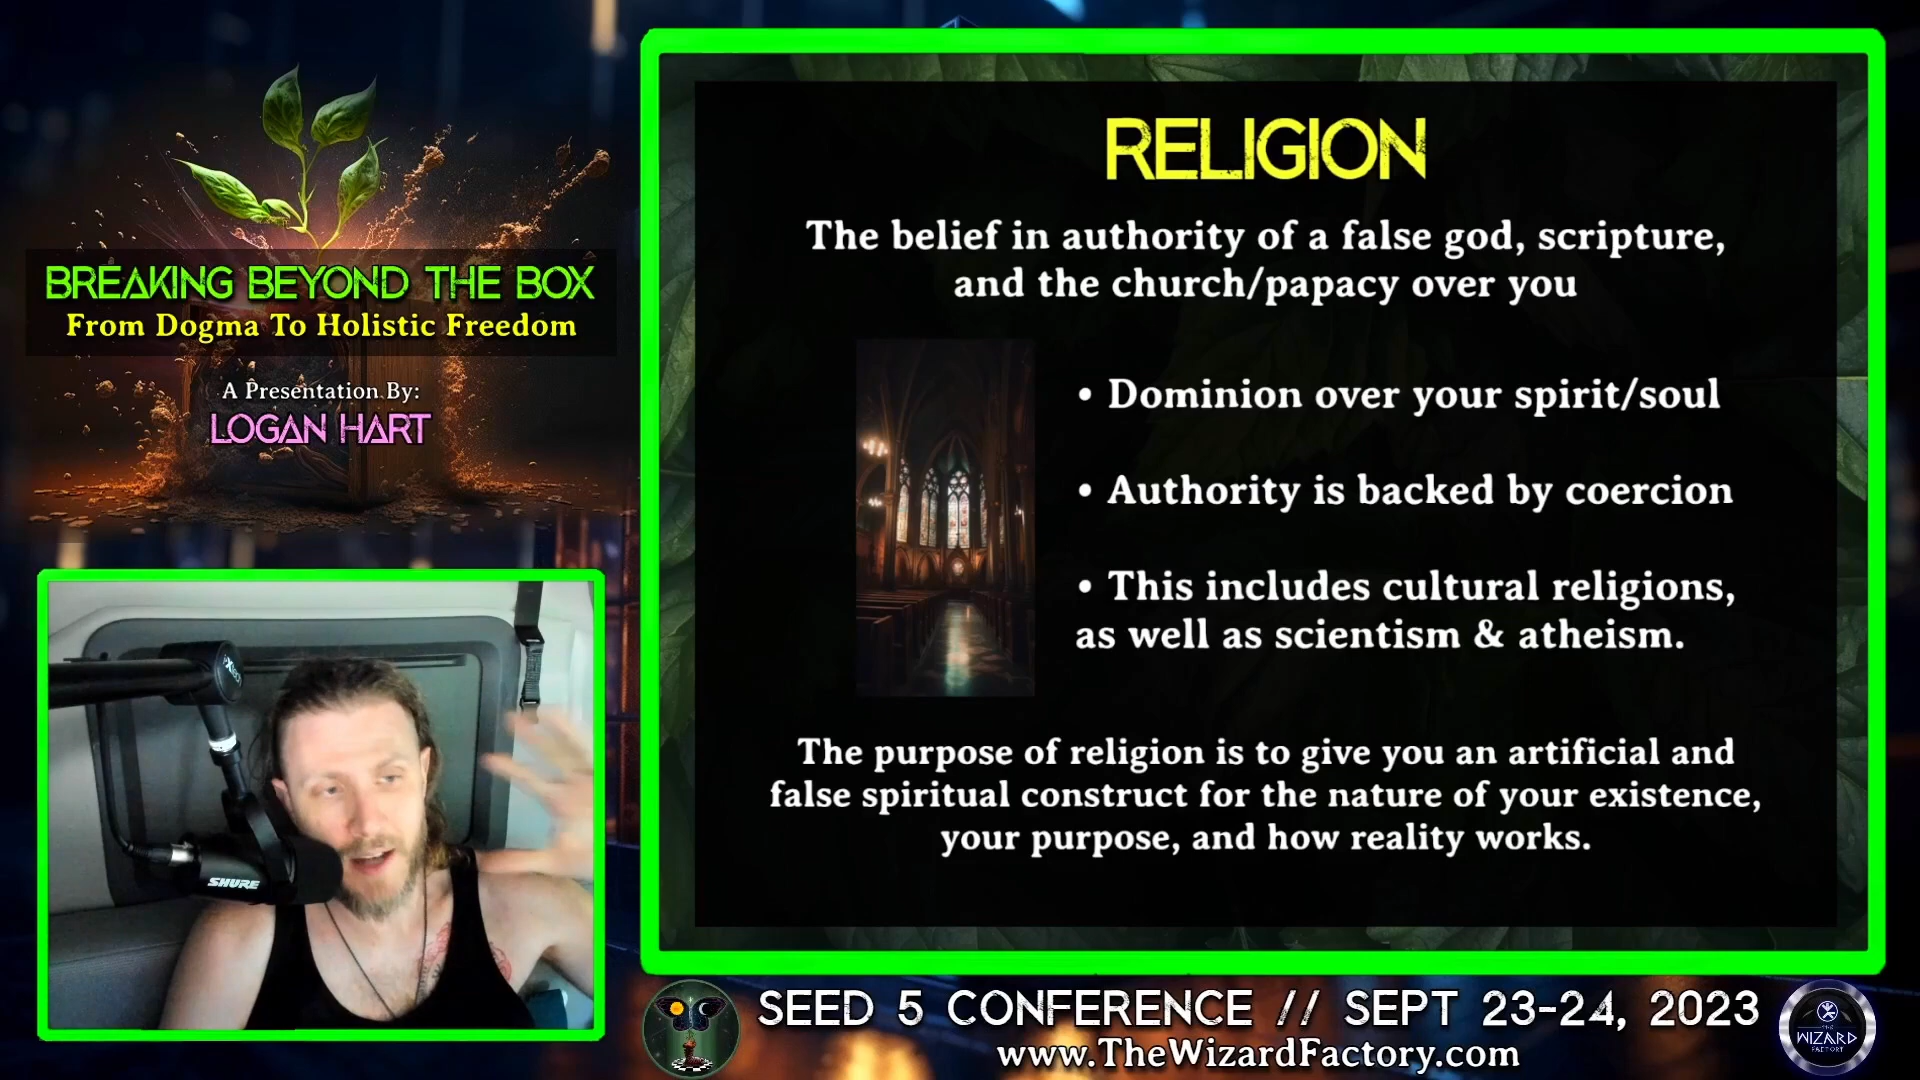 BREAKING BEYOND THE BOX
From Dogma To Holistic Freedom
A Presentation By:
LOGAN HART
SHURE
RELIGION
The belief in authority of a false god, scripture,
and the church/papacy over you
• Dominion over your spirit/soul
• Authority is backed by coercion
• This includes cultural religions,
as well as scientism & atheism.
The purpose of religion is to give you an artificial and
false spiritual construct for the nature of your existence,
your purpose, and how reality works.
SEED 5 CONFERENCE // SEPT 23-24, 2023
www.TheWizardFactory.com
THE
WIZARD
FACTORY